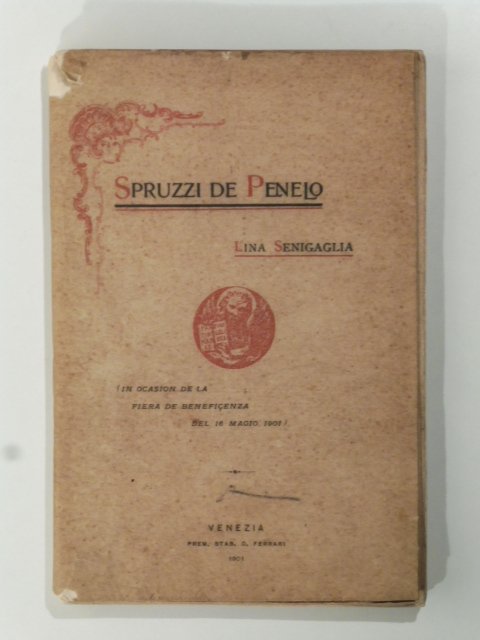 SPRUZZI DE PENELO
LINA SENIGAGLIA
(IN OCASION DE LA
FIERA DE BENEFIÇENZA
DEL 16 MAGIO 1901)
VENEZIA
PREM. STAB. C. FERRARI
1901